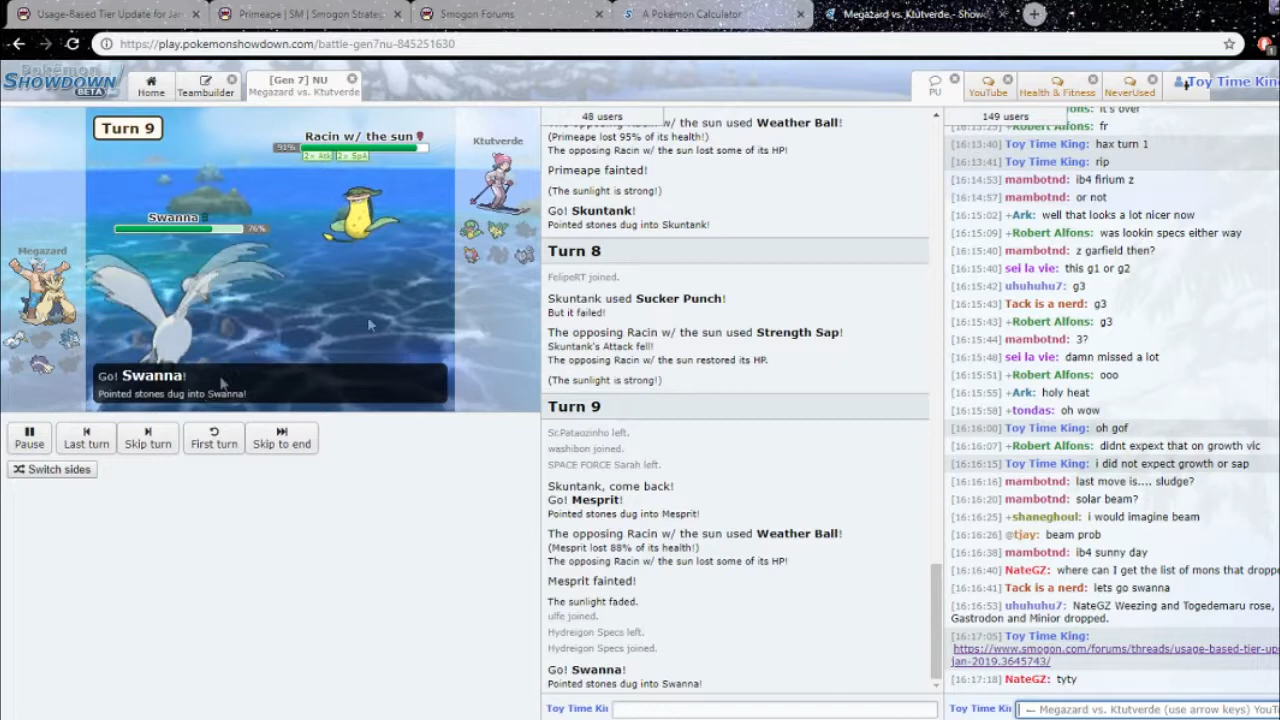 Usage-Based Tier Update for Jan
Primeape | SM | Smogon Strateg
Smogon Forums
A Pokémon Calculator
Megazard vs. Ktutverde - Showd
https://play.pokemonshowdown.com/battle-gen7nu-845251630
Pokémon
SHOWDOWN
BETA
Home
Teambuilder
[Gen 7] NU
Megazard vs. Ktutverde
PU
YouTube
Health & Fitness
NeverUsed
Toy Time Kin
Turn 9
Racin w/ the sun
91%
2× Atk 2× SpA
Swanna
76%
Ktutverde
Megazard
Go! Swanna!
Pointed stones dug into Swanna!
Pause
Last turn
Skip turn
First turn
Skip to end
Switch sides
48 users
w/ the sun used Weather Ball!
(Primeape lost 95% of its health!)
The opposing Racin w/ the sun lost some of its HP!
Primeape fainted!
(The sunlight is strong!)
Go! Skuntank!
Pointed stones dug into Skuntank!
Turn 8
FelipeRT joined.
Skuntank used Sucker Punch!
But it failed!
The opposing Racin w/ the sun used Strength Sap!
Skuntank's Attack fell!
The opposing Racin w/ the sun restored its HP.
(The sunlight is strong!)
Turn 9
Sr.Pataozinho left.
washibon joined.
SPACE FORCE Sarah left.
Skuntank, come back!
Go! Mesprit!
Pointed stones dug into Mesprit!
The opposing Racin w/ the sun used Weather Ball!
(Mesprit lost 88% of its health!)
The opposing Racin w/ the sun lost some of its HP!
Mesprit fainted!
The sunlight faded.
ulfe joined.
Hydreigon Specs left.
Hydreigon Specs joined.
Go! Swanna!
Pointed stones dug into Swanna!
Toy Time Kin
149 users
ons: it's over
[16:13:25] +Robert Alfons: fr
[16:13:40] Toy Time King: hax turn 1
[16:13:41] Toy Time King: rip
[16:14:53] mambotnd: ib4 firium z
[16:14:57] mambotnd: or not
[16:15:02] +Ark: well that looks a lot nicer now
[16:15:09] +Robert Alfons: was lookin specs either way
[16:15:40] mambotnd: z garfield then?
[16:15:41] sei la vie: this g1 or g2
[16:15:42] uhuhuhu7: g3
[16:15:43] Tack is a nerd: g3
[16:15:43] +Robert Alfons: g3
[16:15:44] mambotnd: 3?
[16:15:48] sei la vie: damn missed a lot
[16:15:51] +Robert Alfons: ooo
[16:15:55] +Ark: holy heat
[16:15:58] +tondas: oh wow
[16:16:00] Toy Time King: oh gof
[16:16:07] +Robert Alfons: didnt expext that on growth vic
[16:16:15] Toy Time King: i did not expect growth or sap
[16:16:16] mambotnd: last move is.... sludge?
[16:16:20] mambotnd: solar beam?
[16:16:25] +shaneghoul: i would imagine beam
[16:16:26] @tjay: beam prob
[16:16:38] mambotnd: ib4 sunny day
[16:16:40] NateGZ: where can I get the list of mons that droppe
[16:16:41] Tack is a nerd: lets go swanna
[16:16:53] uhuhuhu7: NateGZ Weezing and Togedemaru rose,
Gastrodon and Minior dropped.
[16:17:05] Toy Time King:
https://www.smogon.com/forums/threads/usage-based-tier-up
jan-2019.3645743/
[16:17:18] NateGZ: tyty
Toy Time Kin
← Megazard vs. Ktutverde (use arrow keys) YouT